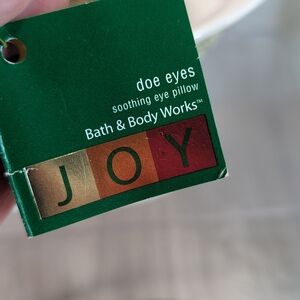 doe eyes
soothing eye pillow
Bath & Body Works™
JOY